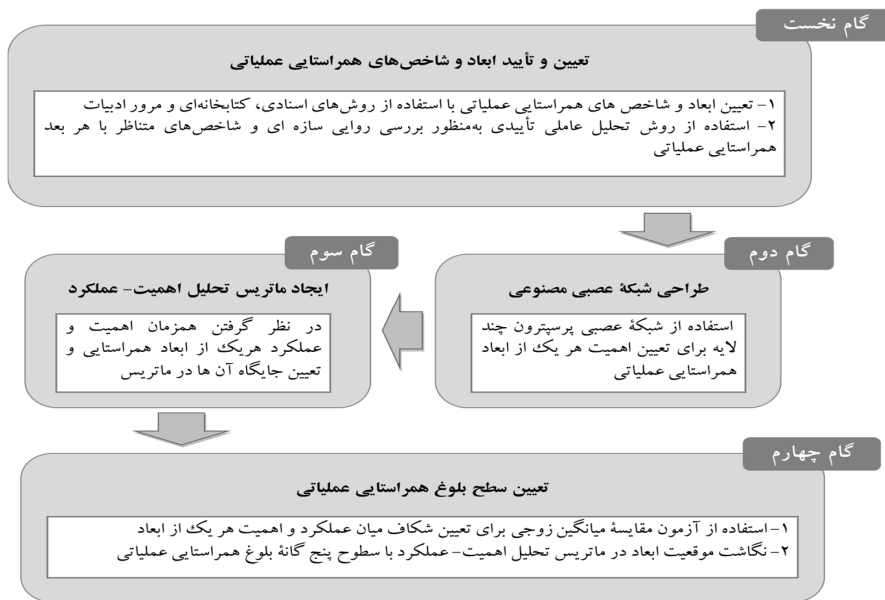 گام نخست
تعیین و تأیید ابعاد و شاخص‌های همراستایی عملیاتی
۱- تعیین ابعاد و شاخص های همراستایی عملیاتی با استفاده از روش‌های اسنادی، کتابخانه‌ای و مرور ادبیات
۲- استفاده از روش تحلیل عاملی تأییدی به‌منظور بررسی روایی سازه ای و شاخص‌های متناظر با هر بعد
همراستایی عملیاتی
گام دوم
طراحی شبکهٔ عصبی مصنوعی
استفاده از شبکهٔ عصبی پرسپترون چند
لایه برای تعیین اهمیت هر یک از ابعاد
همراستایی عملیاتی
گام سوم
ایجاد ماتریس تحلیل اهمیت- عملکرد
در نظر گرفتن همزمان اهمیت و
عملکرد هریک از ابعاد همراستایی و
تعیین جایگاه آن ها در ماتریس
گام چهارم
تعیین سطح بلوغ همراستایی عملیاتی
۱- استفاده از آزمون مقایسهٔ میانگین زوجی برای تعیین شکاف میان عملکرد و اهمیت هر یک از ابعاد
۲- نگاشت موقعیت ابعاد در ماتریس تحلیل اهمیت- عملکرد با سطوح پنج گانهٔ بلوغ همراستایی عملیاتی